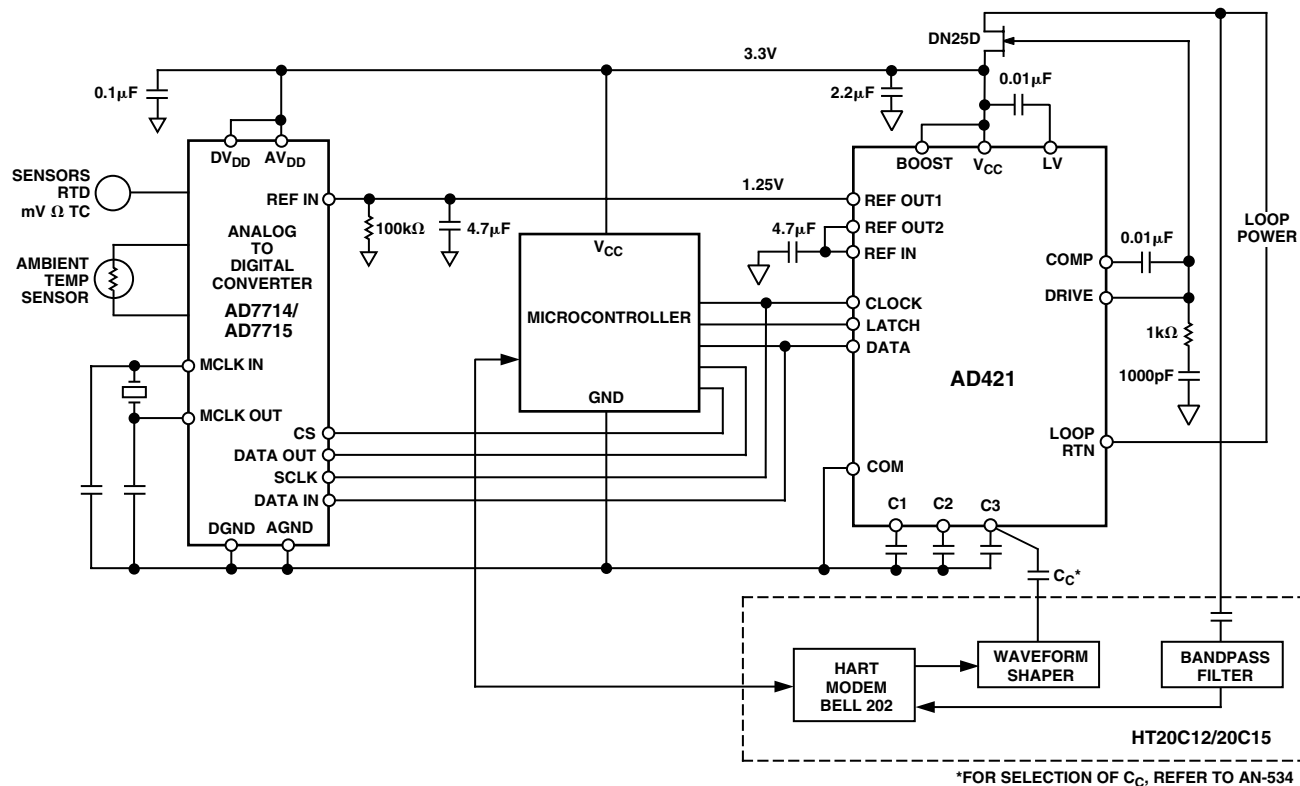 DN25D
3.3V
0.1μF
2.2μF
0.01μF
DVDD
AVDD
BOOST
VCC
LV
SENSORS
RTD
mV Ω TC
REF IN
1.25V
REF OUT1
ANALOG
TO
DIGITAL
CONVERTER
AD7714/
AD7715
100kΩ
4.7μF
4.7μF
REF OUT2
REF IN
LOOP
POWER
VCC
0.01μF
COMP
AMBIENT
TEMP
SENSOR
DRIVE
MICROCONTROLLER
CLOCK
LATCH
DATA
1kΩ
MCLK IN
AD421
1000pF
GND
MCLK OUT
CS
DATA OUT
SCLK
DATA IN
LOOP
RTN
COM
DGND
AGND
C1
C2
C3
CC*
HART
MODEM
BELL 202
WAVEFORM
SHAPER
BANDPASS
FILTER
HT20C12/20C15
*FOR SELECTION OF CC, REFER TO AN-534